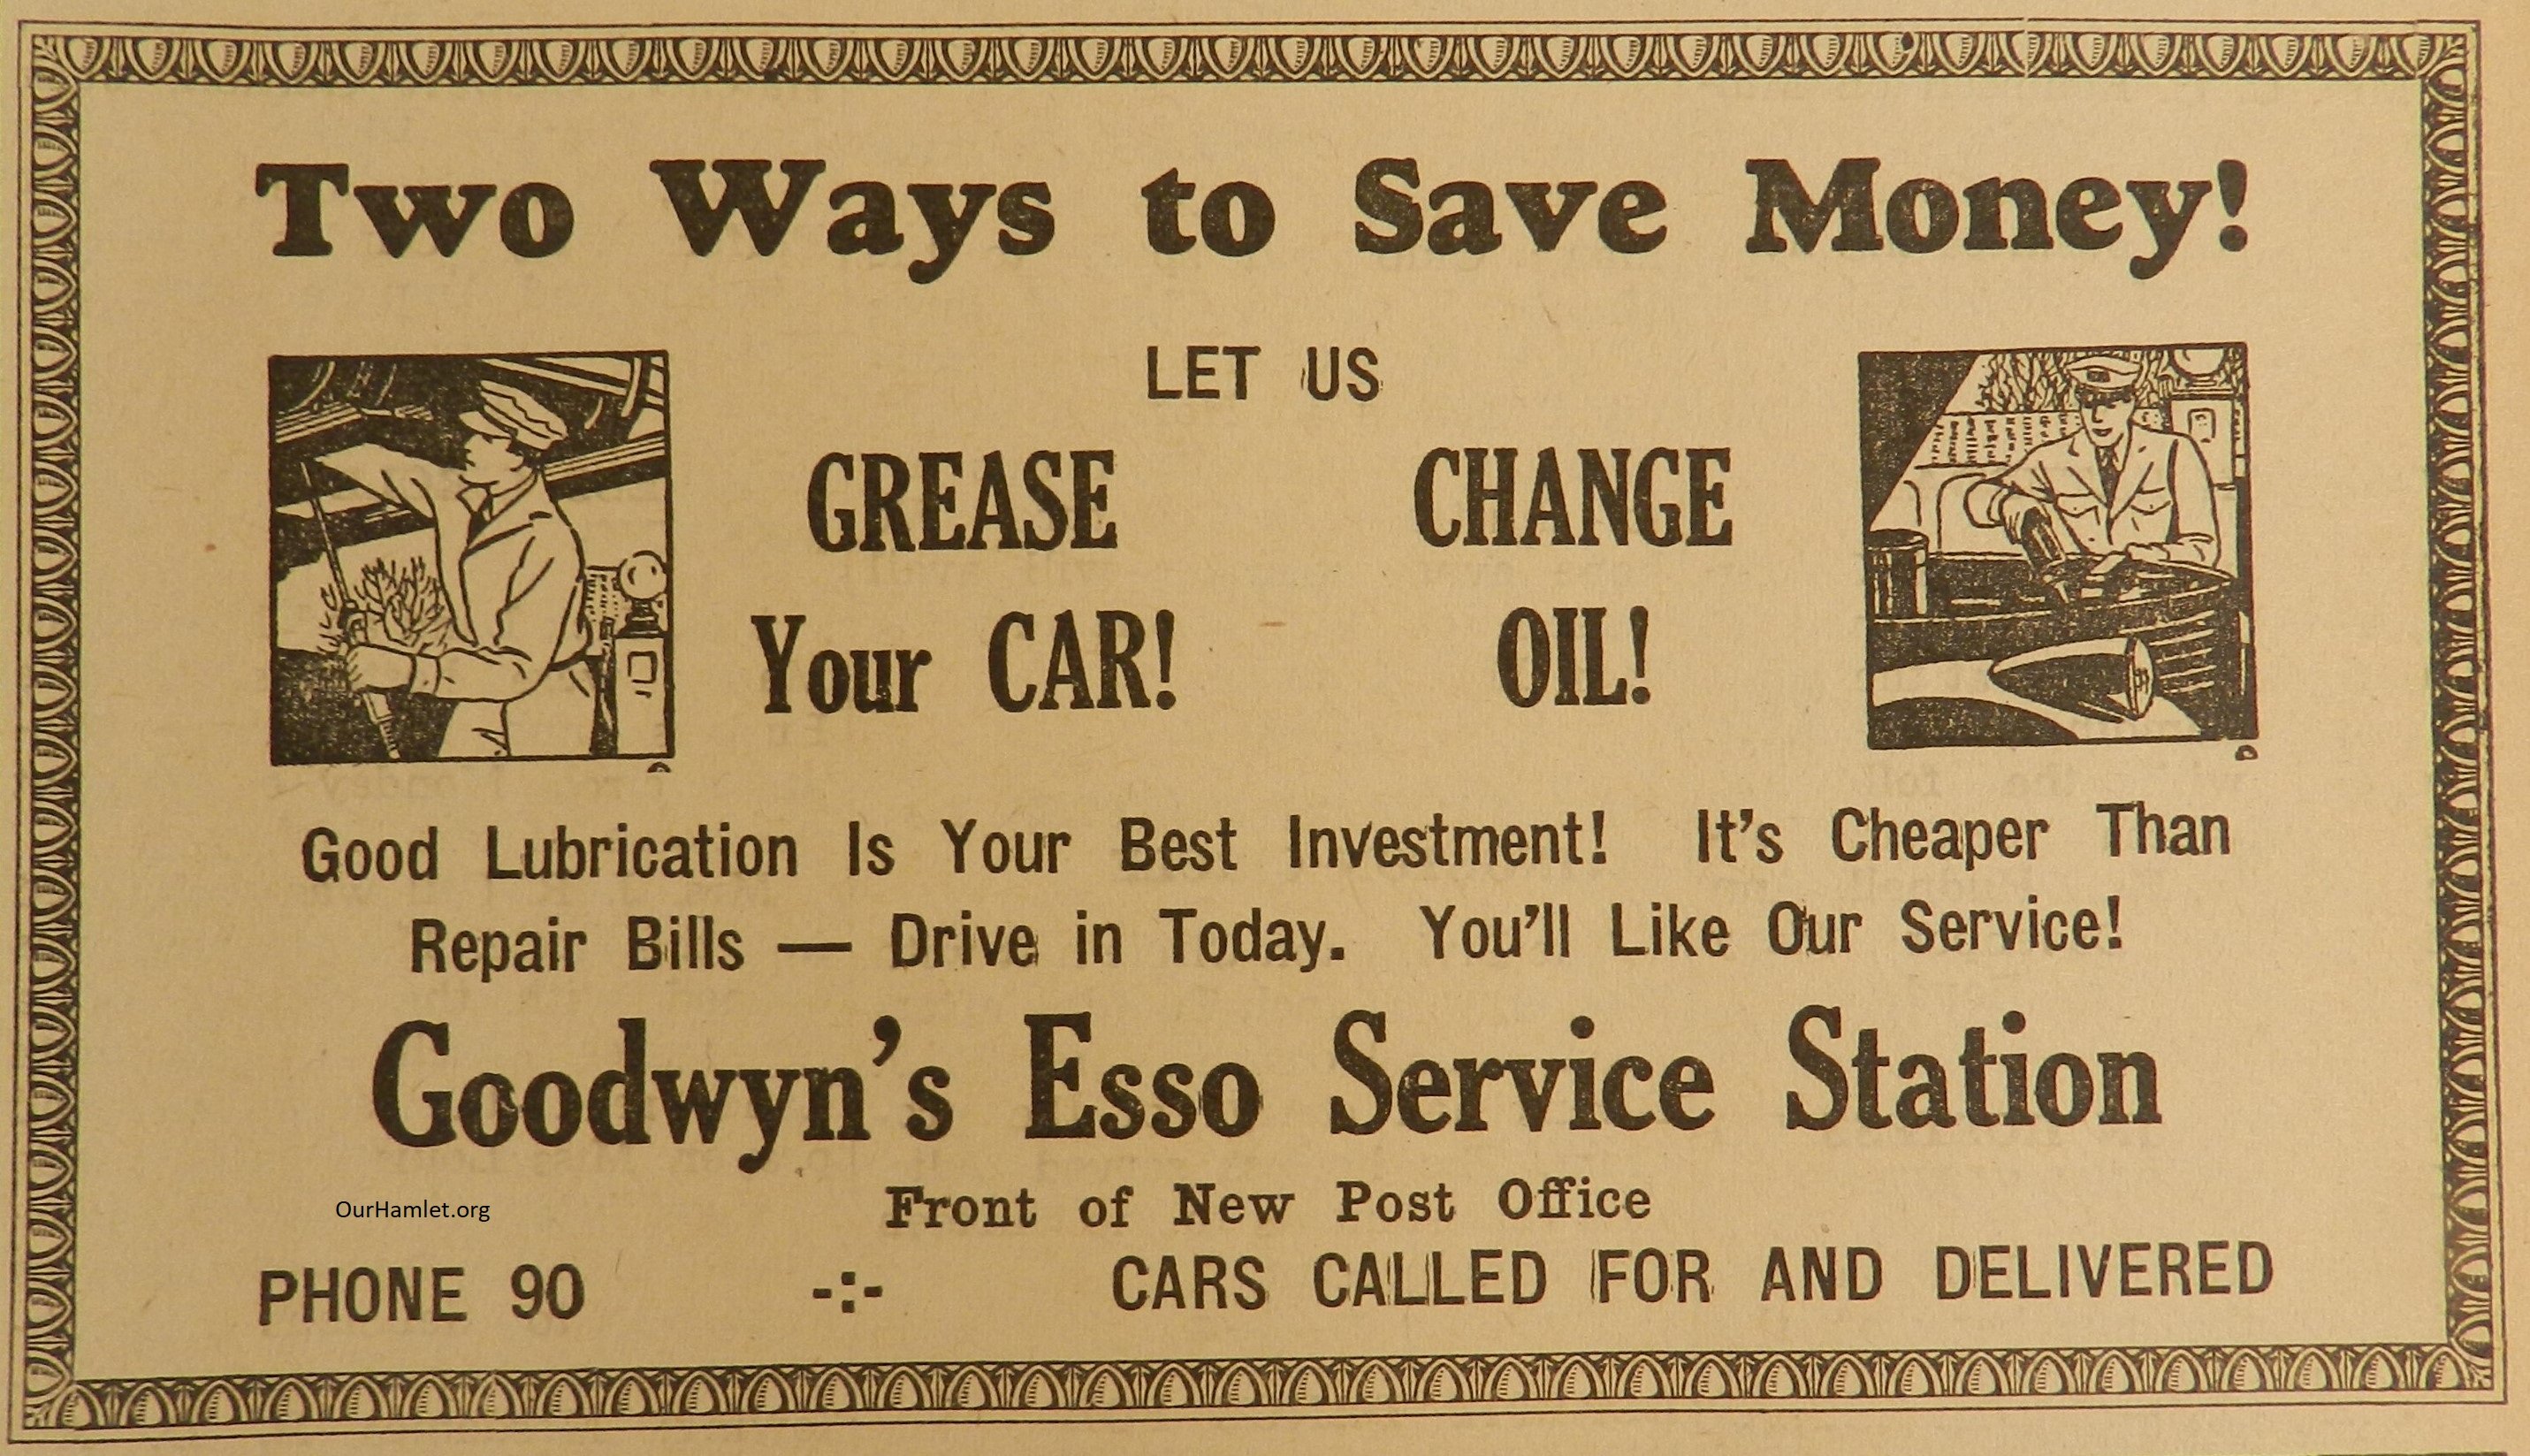 Two Ways to Save Money!
LET US
GREASE CHANGE
Your CAR! OIL!
Good Lubrication Is Your Best Investment! It's Cheaper Than
Repair Bills — Drive in Today. You'll Like Our Service!
Goodwyn's Esso Service Station
Front of New Post Office
OurHamlet.org
PHONE 90 -:- CARS CALLED FOR AND DELIVERED